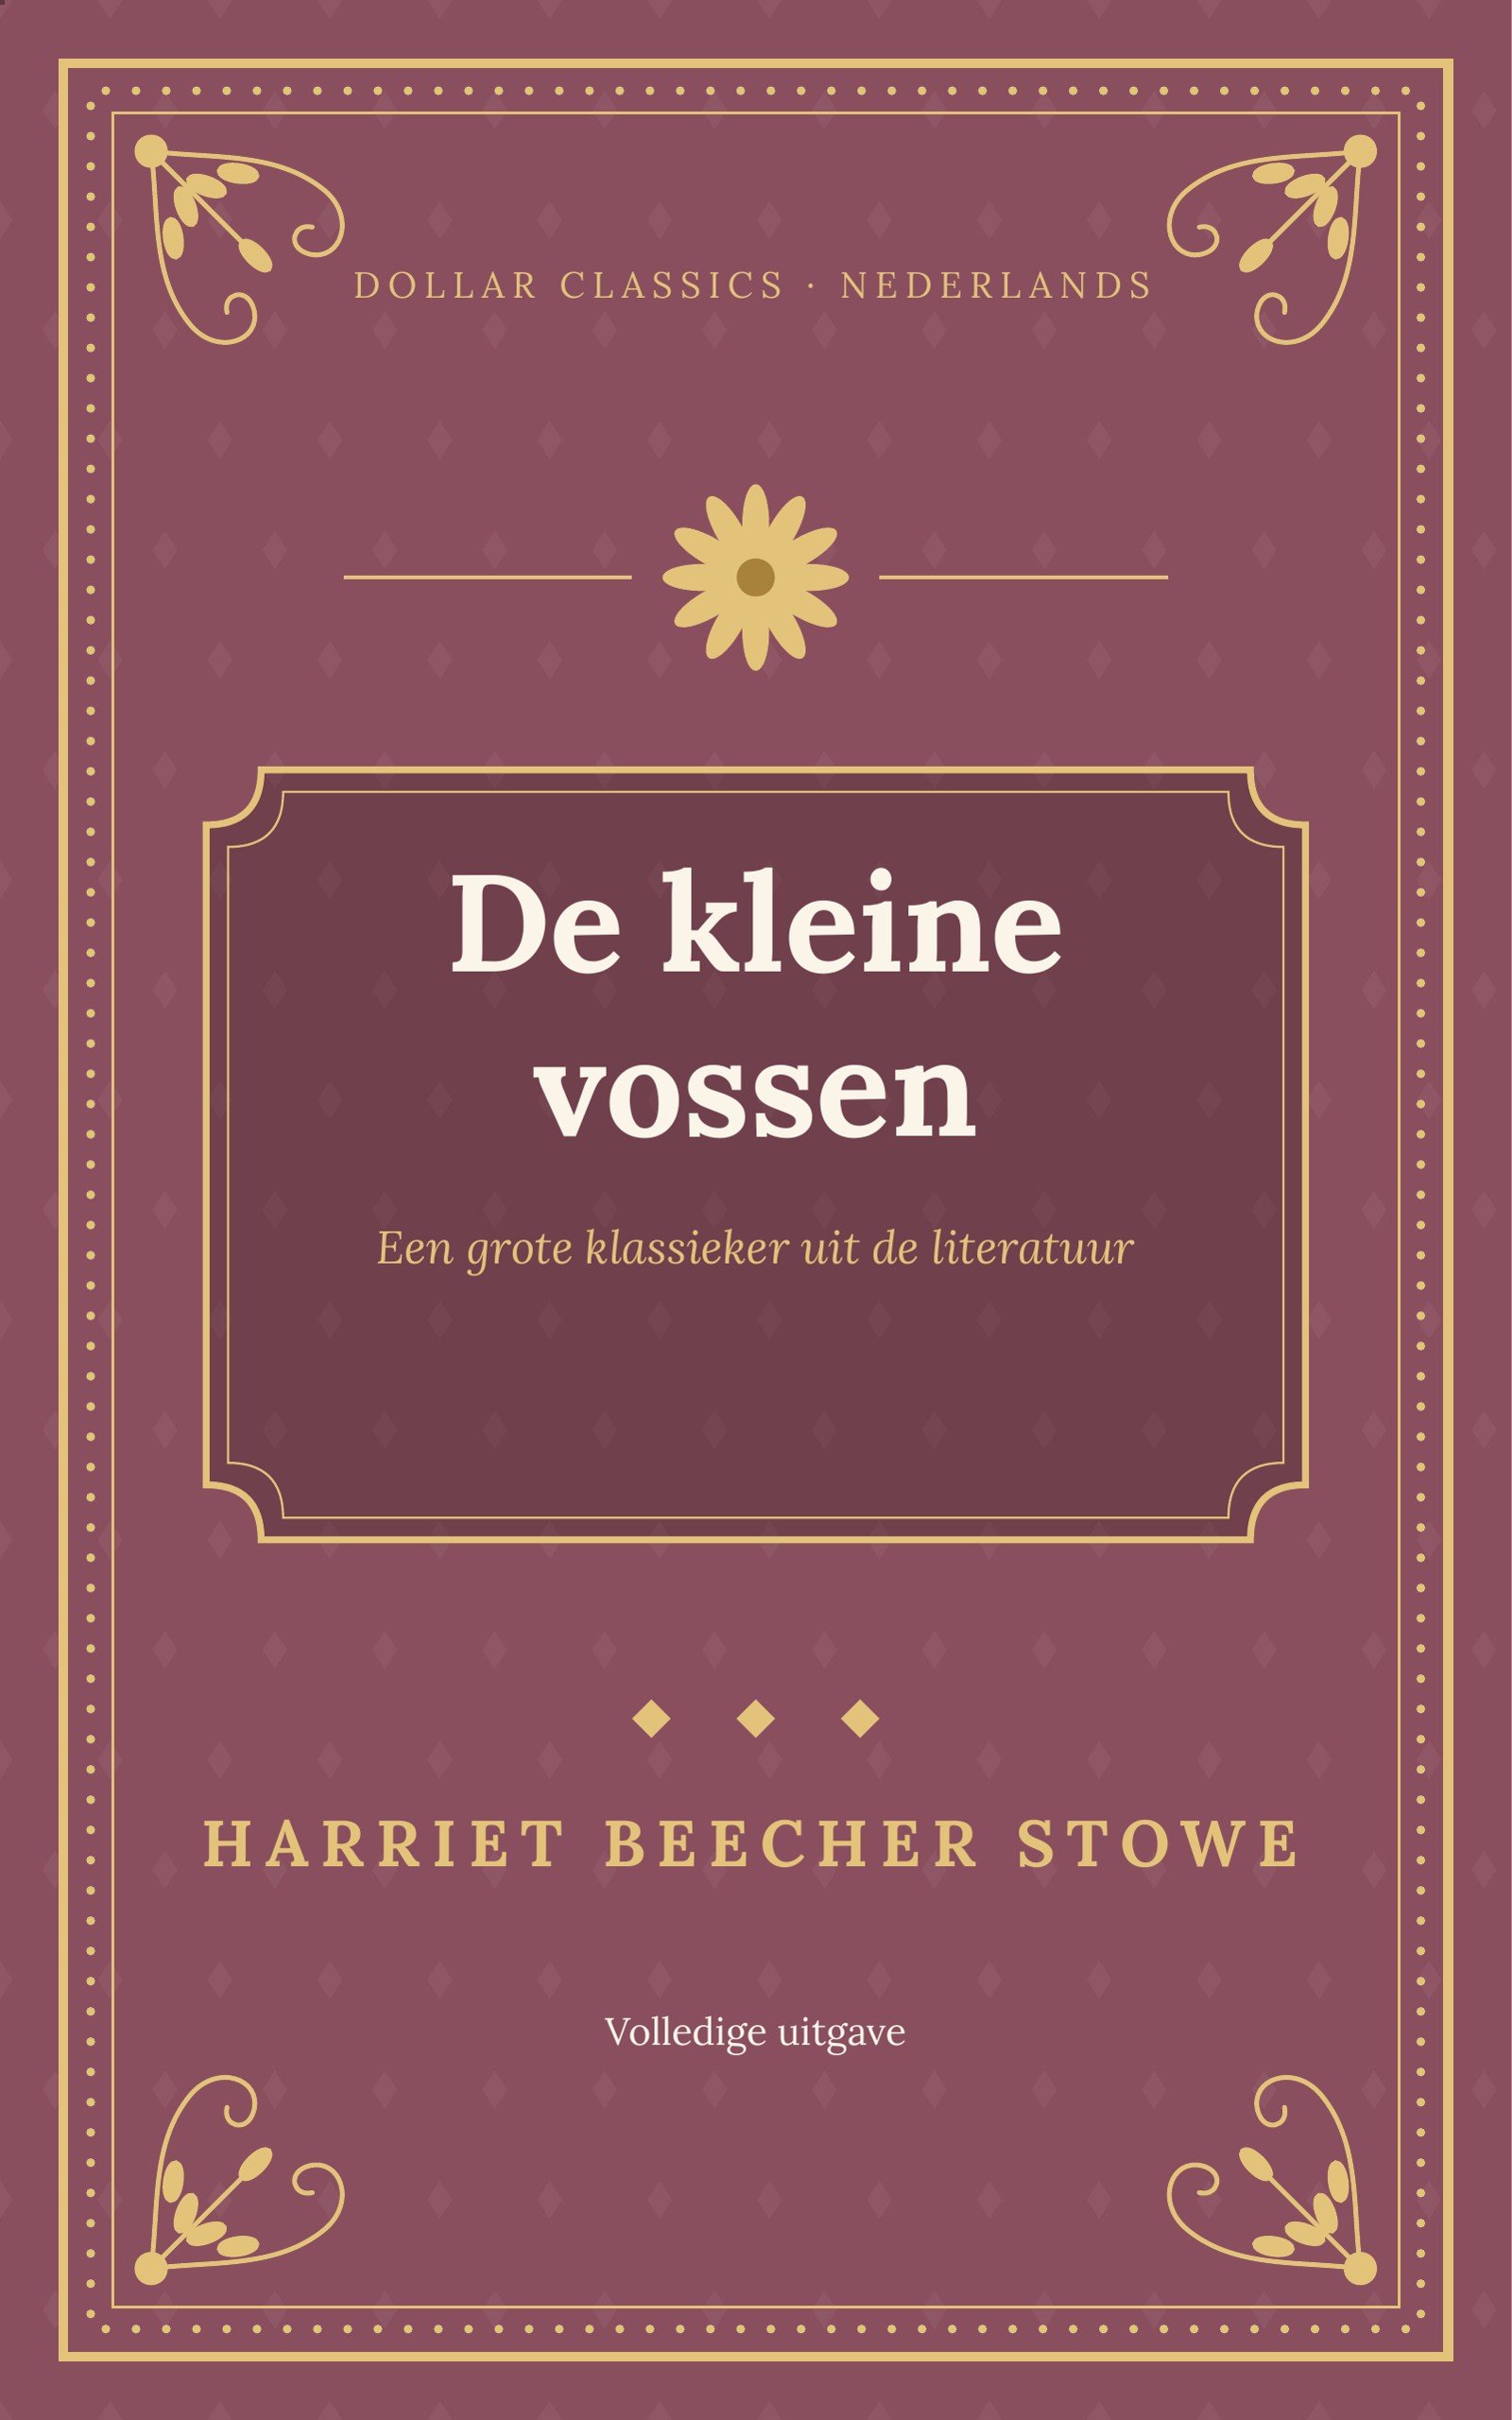 DOLLAR CLASSICS · NEDERLANDS
De kleine
vossen
Een grote klassieker uit de literatuur
HARRIET BEECHER STOWE
Volledige uitgave